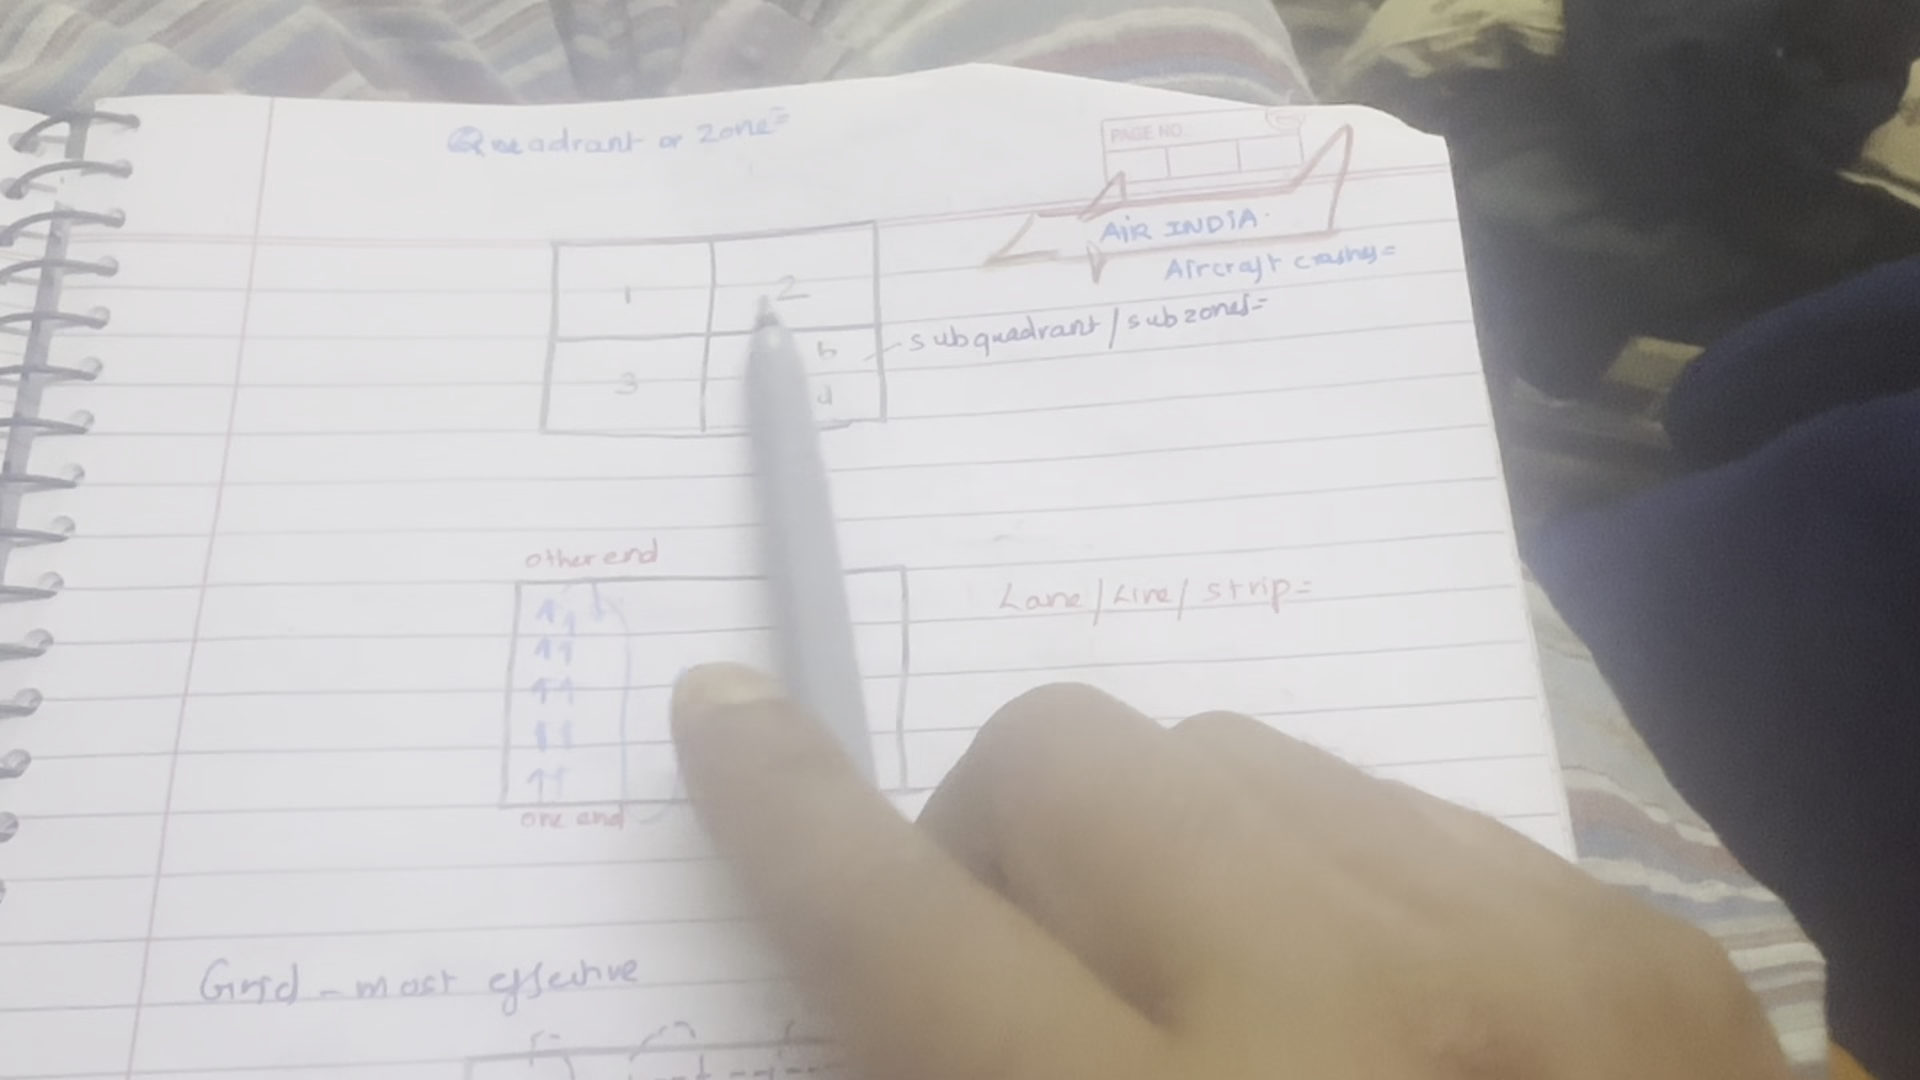 Quadrant or Zone=
PAGE NO.
AIR INDIA
Aircraft crashes=
1
2
subquadrant / subzones=
b
3
d
other end
Lane / Line / Strip=
one end
Grid - most effective